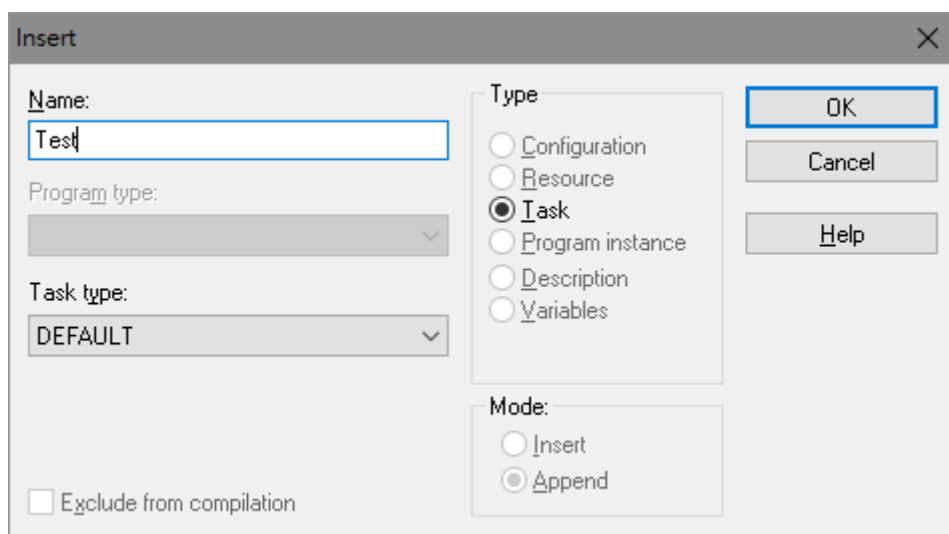 Insert
Name:
Test
Program type:
Task type:
DEFAULT
Exclude from compilation
Type
Configuration
Resource
Task
Program instance
Description
Variables
Mode:
Insert
Append
OK
Cancel
Help